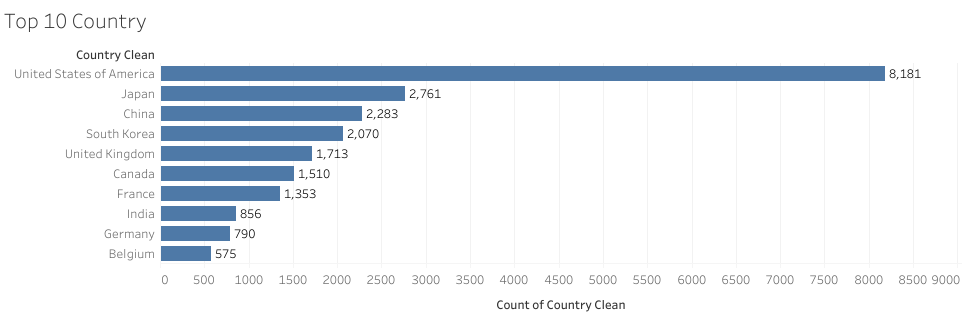 Top 10 Country
Country Clean
United States of America 8,181
Japan 2,761
China 2,283
South Korea 2,070
United Kingdom 1,713
Canada 1,510
France 1,353
India 856
Germany 790
Belgium 575
0 500 1000 1500 2000 2500 3000 3500 4000 4500 5000 5500 6000 6500 7000 7500 8000 8500 9000
Count of Country Clean